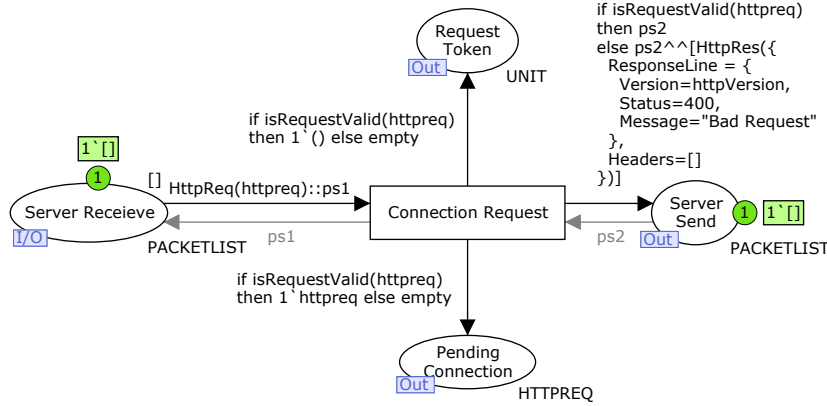 Request
Token
Out
UNIT
if isRequestValid(httpreq)
then ps2
else ps2^^[HttpRes({
ResponseLine = {
Version=httpVersion,
Status=400,
Message="Bad Request"
},
Headers=[]
})]
if isRequestValid(httpreq)
then 1`() else empty
1`[]
1
[]
HttpReq(httpreq)::ps1
Server Receieve
I/O
PACKETLIST
ps1
Connection Request
ps2
Server
Send
Out
1
1`[]
PACKETLIST
if isRequestValid(httpreq)
then 1`httpreq else empty
Pending
Connection
Out
HTTPREQ